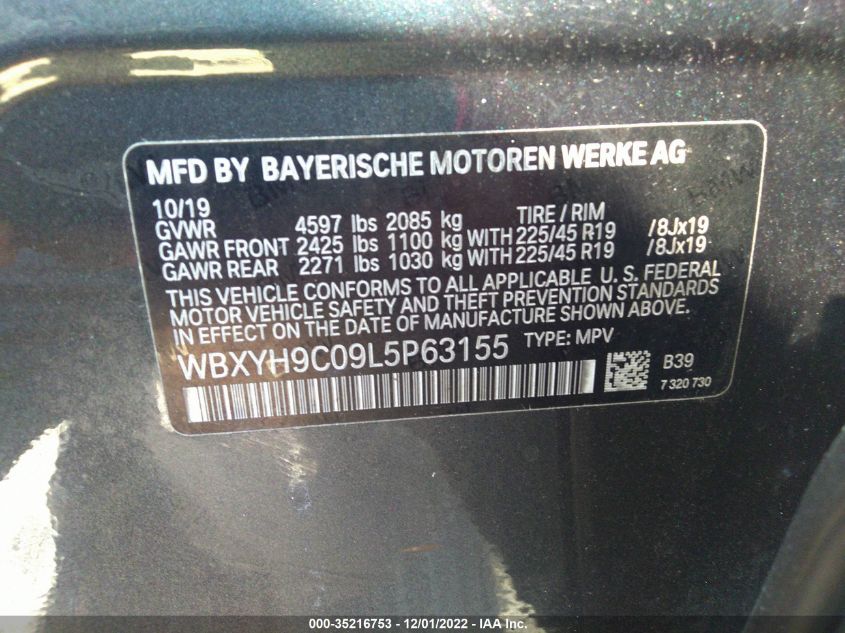 MFD BY BAYERISCHE MOTOREN WERKE AG
10/19 TIRE / RIM
GVWR 4597 lbs 2085 kg
GAWR FRONT 2425 lbs 1100 kg WITH 225/45 R19 /8Jx19
GAWR REAR 2271 lbs 1030 kg WITH 225/45 R19 /8Jx19
THIS VEHICLE CONFORMS TO ALL APPLICABLE U. S. FEDERAL
MOTOR VEHICLE SAFETY AND THEFT PREVENTION STANDARDS
IN EFFECT ON THE DATE OF MANUFACTURE SHOWN ABOVE.
WBXYH9C09L5P63155 TYPE: MPV
B39
7 320 730
000-35216753 - 12/01/2022 - IAA Inc.